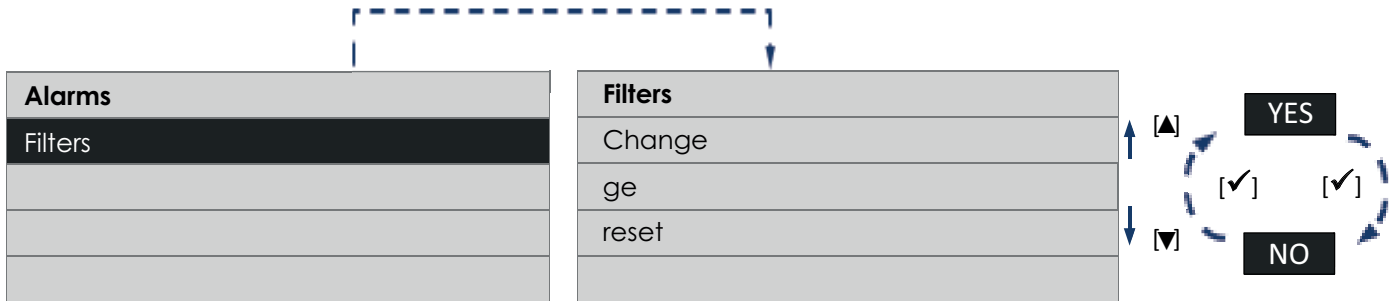 Alarms
Filters
Filters
Change
ge
reset
[▲]
[▼]
YES
[✔] [✔]
NO